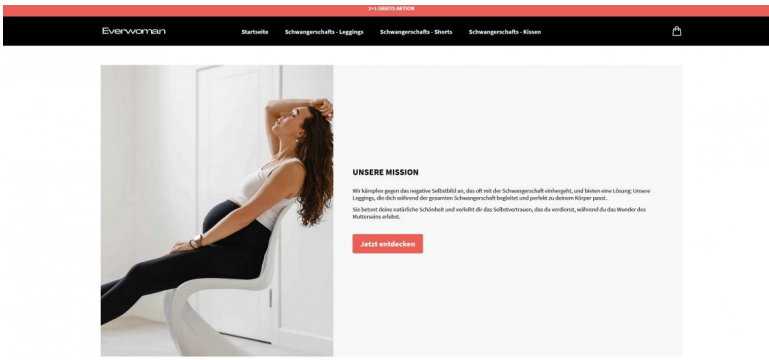 2+1 GRATIS AKTION
Everwoman
Startseite Schwangerschafts - Leggings Schwangerschafts - Shorts Schwangerschafts - Kissen
UNSERE MISSION
Wir kämpfen gegen das negative Selbstbild an, das oft mit der Schwangerschaft einhergeht, und bieten eine Lösung: Unsere
Leggings, die dich während der gesamten Schwangerschaft begleitet und perfekt zu deinem Körper passt.
Sie betont deine natürliche Schönheit und verleiht dir das Selbstvertrauen, das du verdienst, während du das Wunder des
Mutterseins erlebst.
Jetzt entdecken